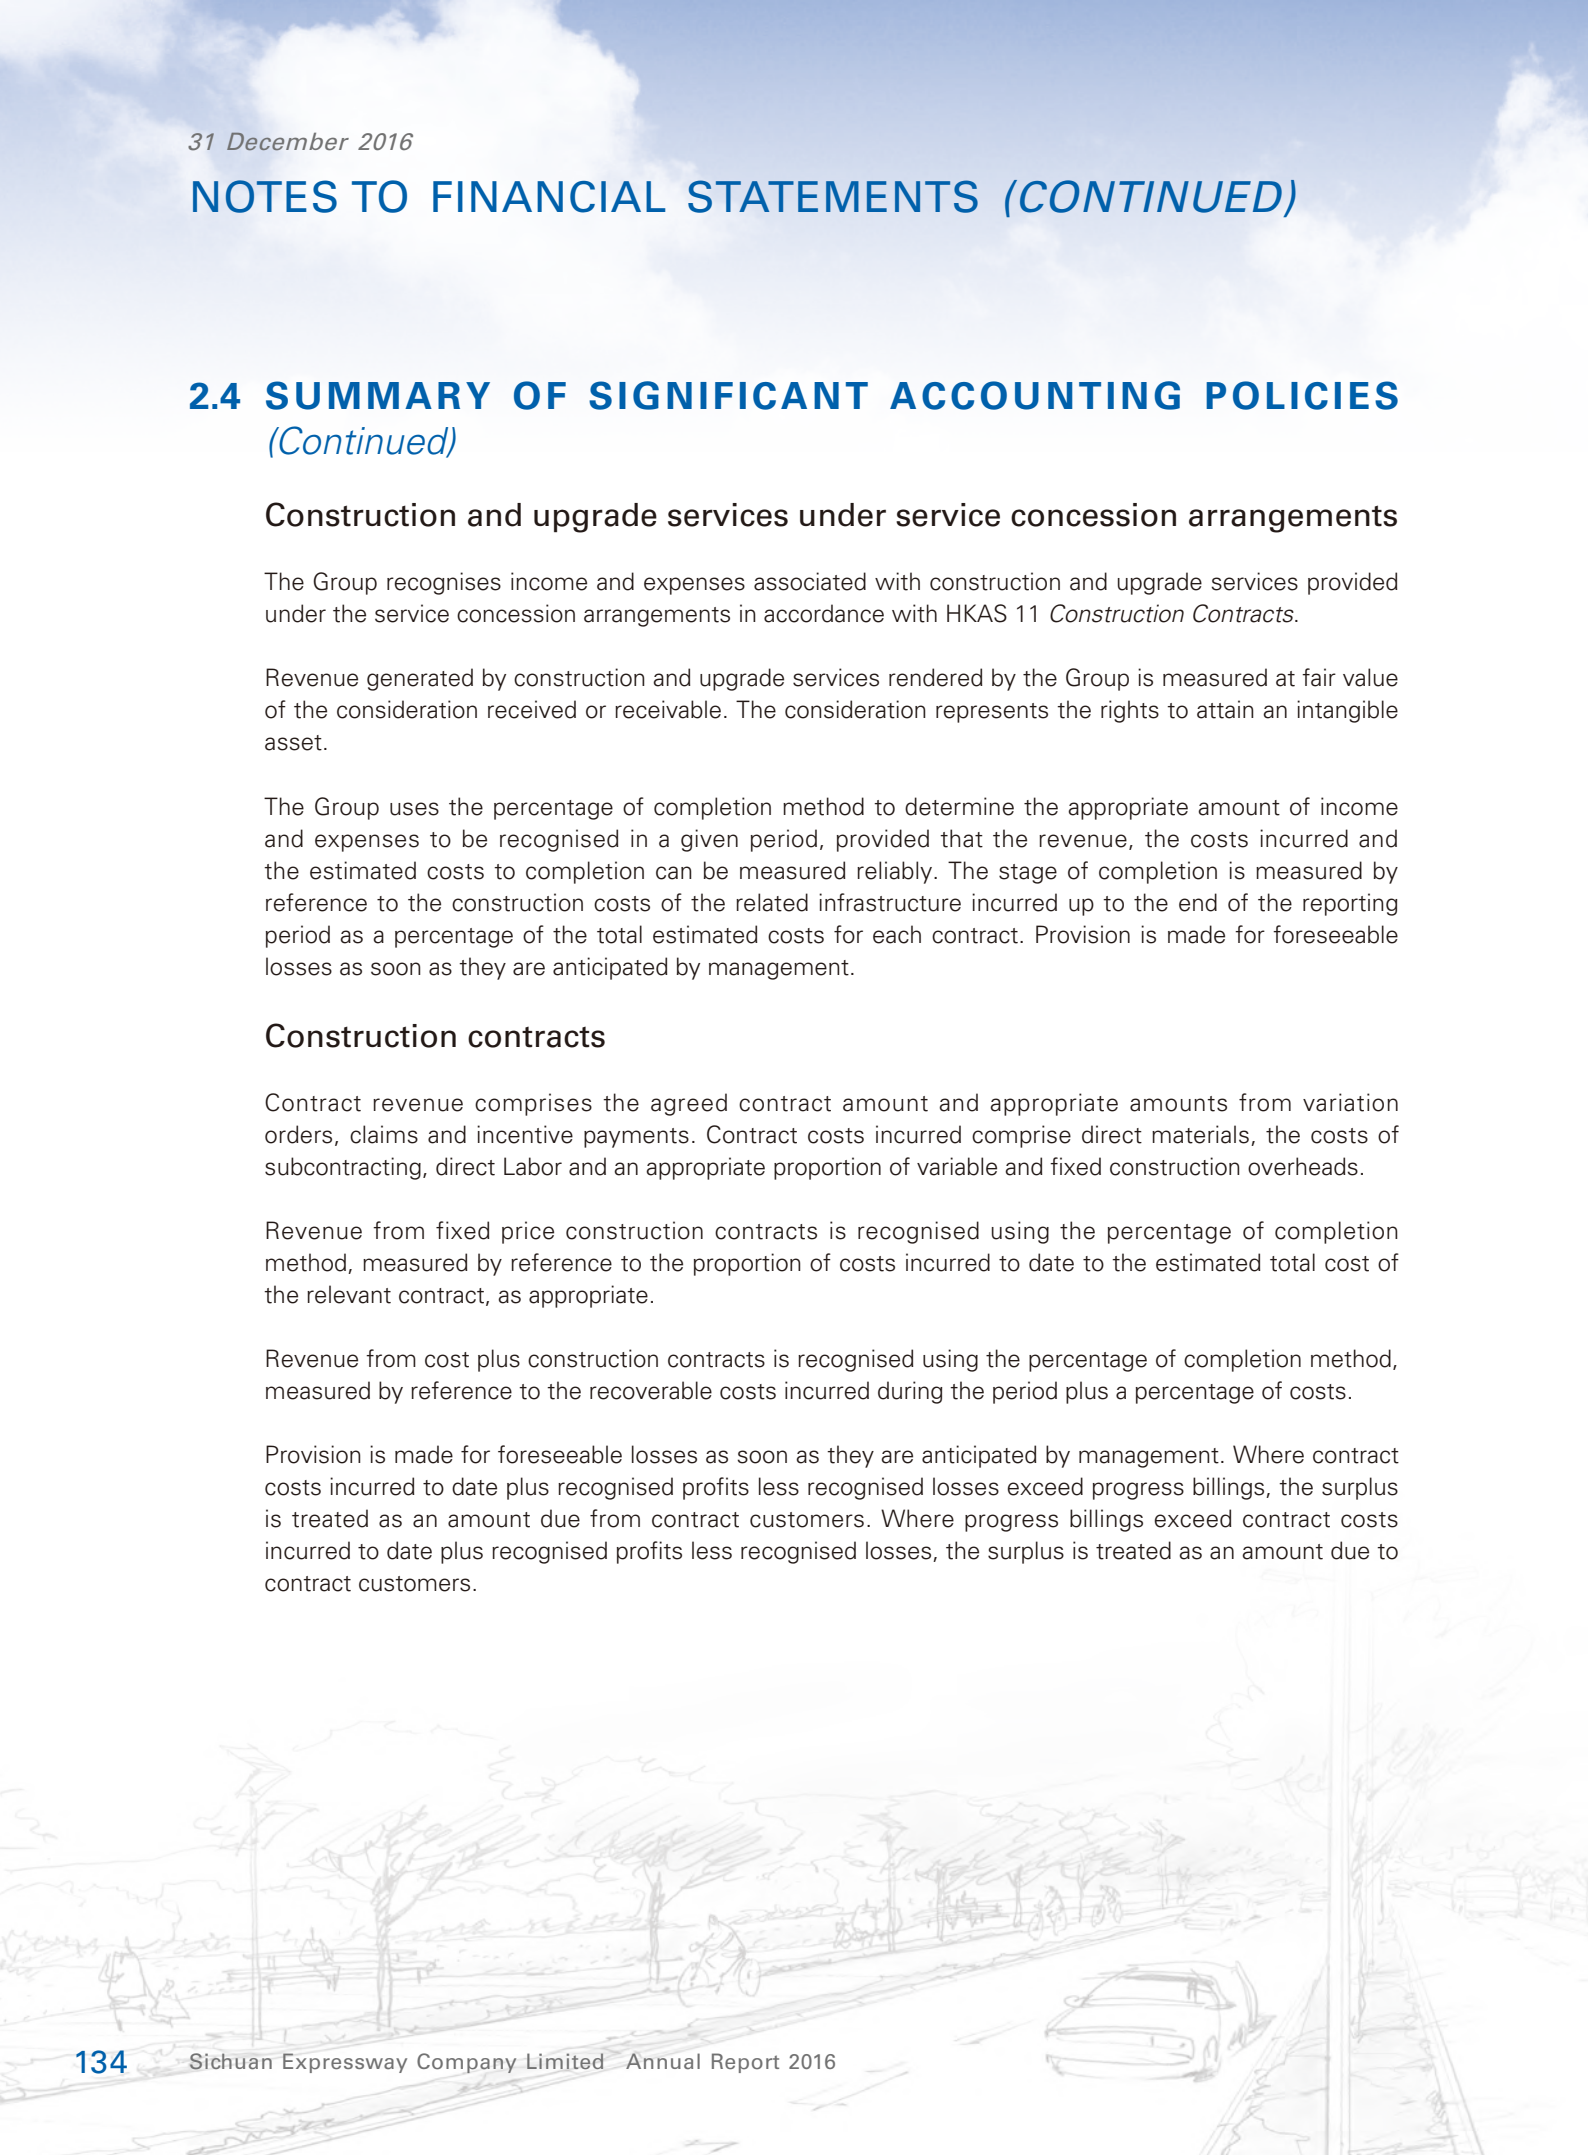 31 December 2016
NOTES TO FINANCIAL STATEMENTS (CONTINUED)
2.4 SUMMARY OF SIGNIFICANT ACCOUNTING POLICIES
(Continued)
Construction and upgrade services under service concession arrangements
The Group recognises income and expenses associated with construction and upgrade services provided
under the service concession arrangements in accordance with HKAS 11 Construction Contracts.
Revenue generated by construction and upgrade services rendered by the Group is measured at fair value
of the consideration received or receivable. The consideration represents the rights to attain an intangible
asset.
The Group uses the percentage of completion method to determine the appropriate amount of income
and expenses to be recognised in a given period, provided that the revenue, the costs incurred and
the estimated costs to completion can be measured reliably. The stage of completion is measured by
reference to the construction costs of the related infrastructure incurred up to the end of the reporting
period as a percentage of the total estimated costs for each contract. Provision is made for foreseeable
losses as soon as they are anticipated by management.
Construction contracts
Contract revenue comprises the agreed contract amount and appropriate amounts from variation
orders, claims and incentive payments. Contract costs incurred comprise direct materials, the costs of
subcontracting, direct Labor and an appropriate proportion of variable and fixed construction overheads.
Revenue from fixed price construction contracts is recognised using the percentage of completion
method, measured by reference to the proportion of costs incurred to date to the estimated total cost of
the relevant contract, as appropriate.
Revenue from cost plus construction contracts is recognised using the percentage of completion method,
measured by reference to the recoverable costs incurred during the period plus a percentage of costs.
Provision is made for foreseeable losses as soon as they are anticipated by management. Where contract
costs incurred to date plus recognised profits less recognised losses exceed progress billings, the surplus
is treated as an amount due from contract customers. Where progress billings exceed contract costs
incurred to date plus recognised profits less recognised losses, the surplus is treated as an amount due to
contract customers.
134 Sichuan Expressway Company Limited Annual Report 2016